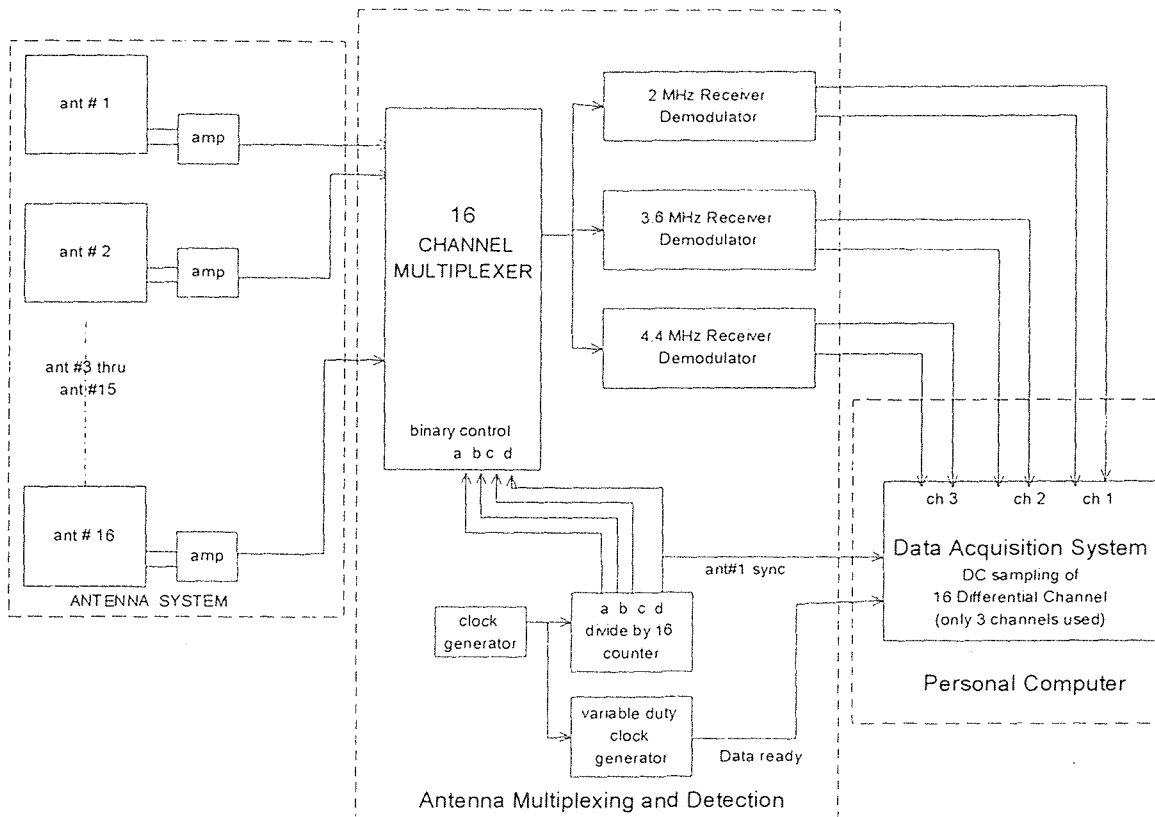 ant # 1
amp
ant # 2
amp
ant #3 thru
ant #15
ant # 16
amp
ANTENNA SYSTEM
16
CHANNEL
MULTIPLEXER
binary control
a b c d
2 MHz Receiver
Demodulator
3.6 MHz Receiver
Demodulator
4.4 MHz Receiver
Demodulator
clock
generator
a b c d
divide by 16
counter
variable duty
clock
generator
ant#1 sync
Data ready
Antenna Multiplexing and Detection
ch 3 ch 2 ch 1
Data Acquisition System
DC sampling of
16 Differential Channel
(only 3 channels used)
Personal Computer